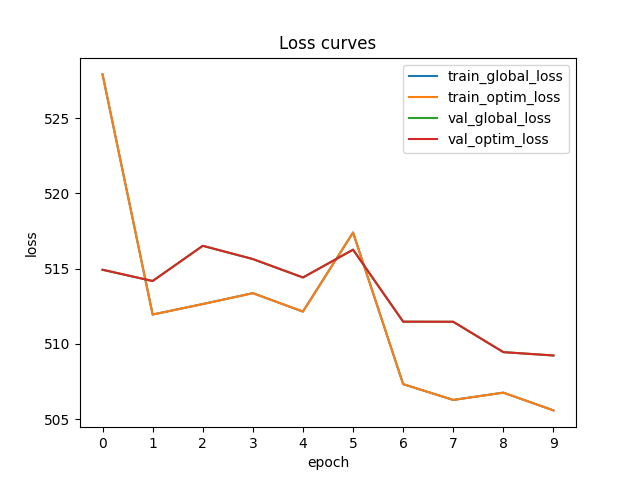 Loss curves
train_global_loss
train_optim_loss
val_global_loss
val_optim_loss
525
520
515
510
505
loss
0 1 2 3 4 5 6 7 8 9
epoch